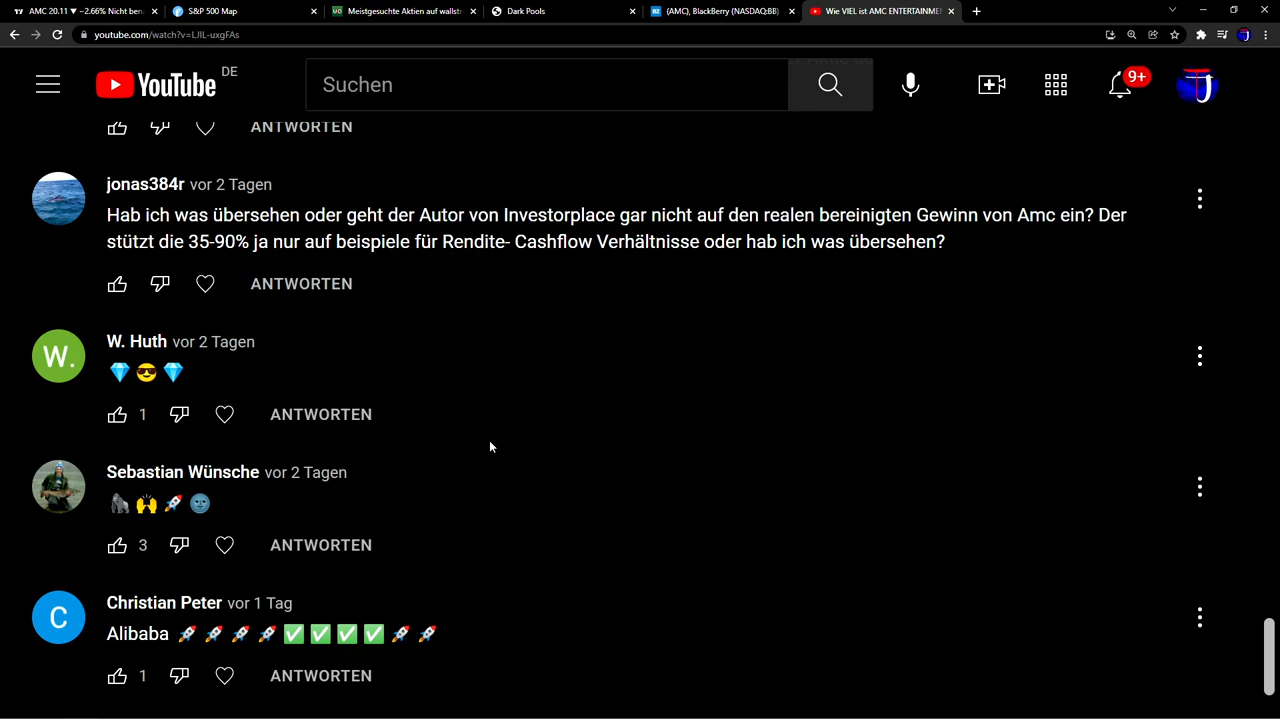 AMC 20.11 ▼ −2.66% Nicht ben
S&P 500 Map
Meistgesuchte Aktien auf wallstr
Dark Pools
(AMC), BlackBerry (NASDAQ:BB)
Wie VIEL ist AMC ENTERTAINME
youtube.com/watch?v=LJlL-uxgFAs
YouTube DE
Suchen
9+
ANTWORTEN
jonas384r vor 2 Tagen
Hab ich was übersehen oder geht der Autor von Investorplace gar nicht auf den realen bereinigten Gewinn von Amc ein? Der
stützt die 35-90% ja nur auf beispiele für Rendite- Cashflow Verhältnisse oder hab ich was übersehen?
ANTWORTEN
W.
W. Huth vor 2 Tagen
💎 😎 💎
1 ANTWORTEN
Sebastian Wünsche vor 2 Tagen
🦍 🙌 🚀 🌚
3 ANTWORTEN
C
Christian Peter vor 1 Tag
Alibaba 🚀 🚀 🚀 🚀 ✅ ✅ ✅ ✅ 🚀 🚀
1 ANTWORTEN